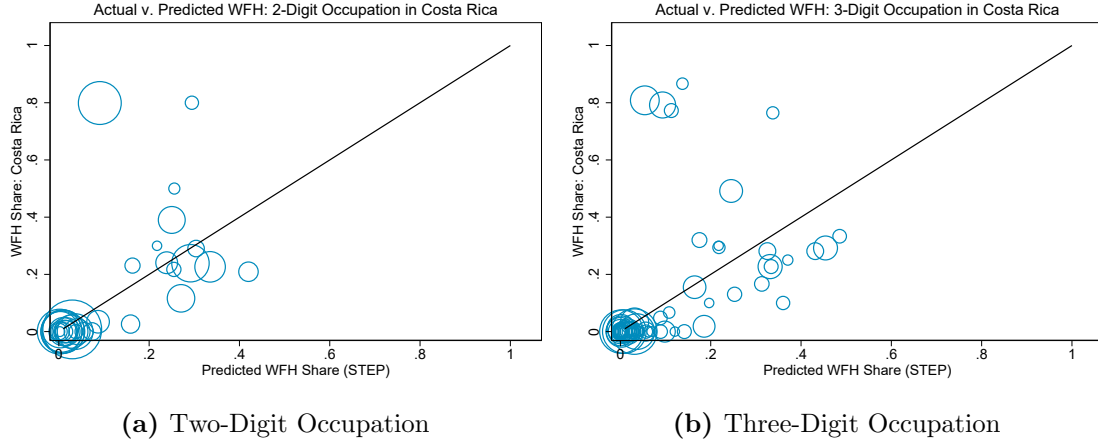 Actual v. Predicted WFH: 2-Digit Occupation in Costa Rica
WFH Share: Costa Rica
1
.8
.6
.4
.2
0
0 .2 .4 .6 .8 1
Predicted WFH Share (STEP)
(a) Two-Digit Occupation
Actual v. Predicted WFH: 3-Digit Occupation in Costa Rica
WFH Share: Costa Rica
1
.8
.6
.4
.2
0
0 .2 .4 .6 .8 1
Predicted WFH Share (STEP)
(b) Three-Digit Occupation